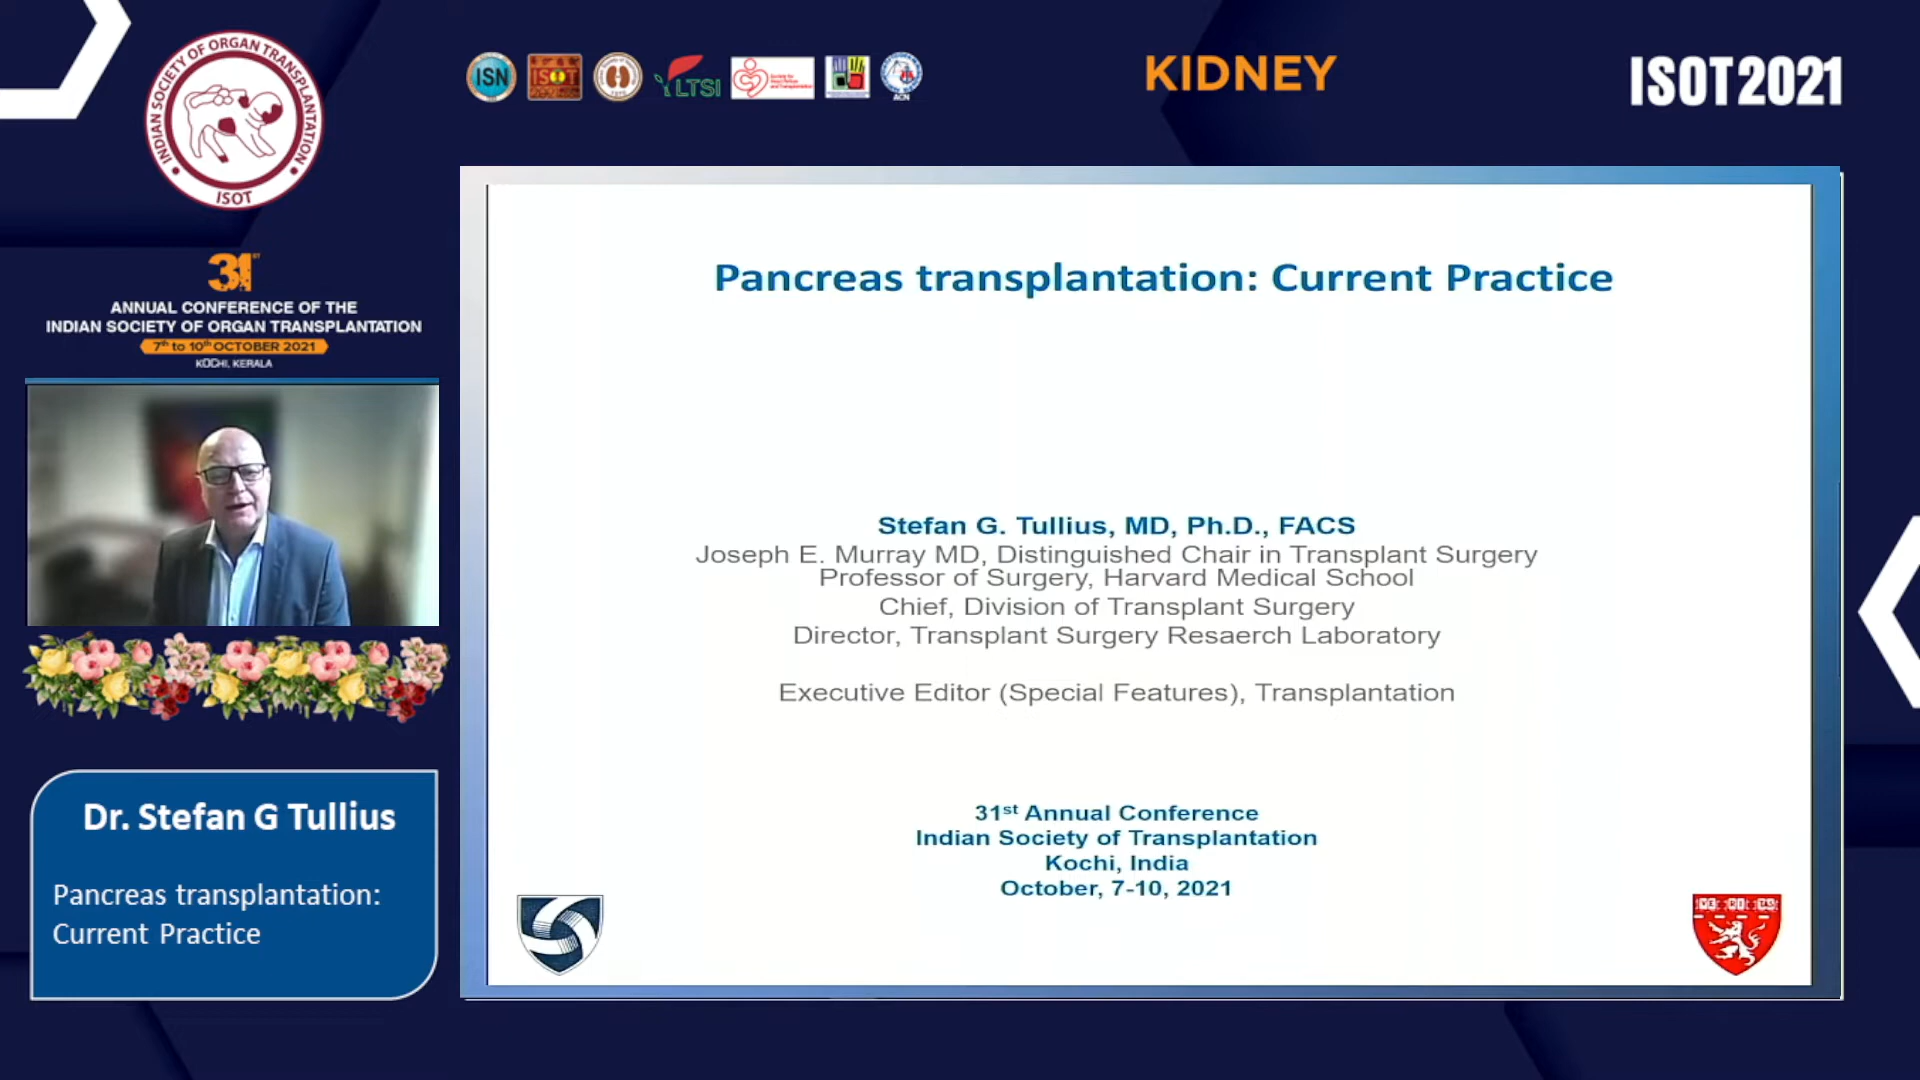 INDIAN SOCIETY OF ORGAN TRANSPLANTATION
ISOT
ISN
ISOT
LTSI
ACN
KIDNEY
ISOT2021
31ST
ANNUAL CONFERENCE OF THE
INDIAN SOCIETY OF ORGAN TRANSPLANTATION
7th to 10th OCTOBER 2021
KOCHI, KERALA
Dr. Stefan G Tullius
Pancreas transplantation:
Current Practice
Pancreas transplantation: Current Practice
Stefan G. Tullius, MD, Ph.D., FACS
Joseph E. Murray MD, Distinguished Chair in Transplant Surgery
Professor of Surgery, Harvard Medical School
Chief, Division of Transplant Surgery
Director, Transplant Surgery Resaerch Laboratory
Executive Editor (Special Features), Transplantation
31st Annual Conference
Indian Society of Transplantation
Kochi, India
October, 7-10, 2021